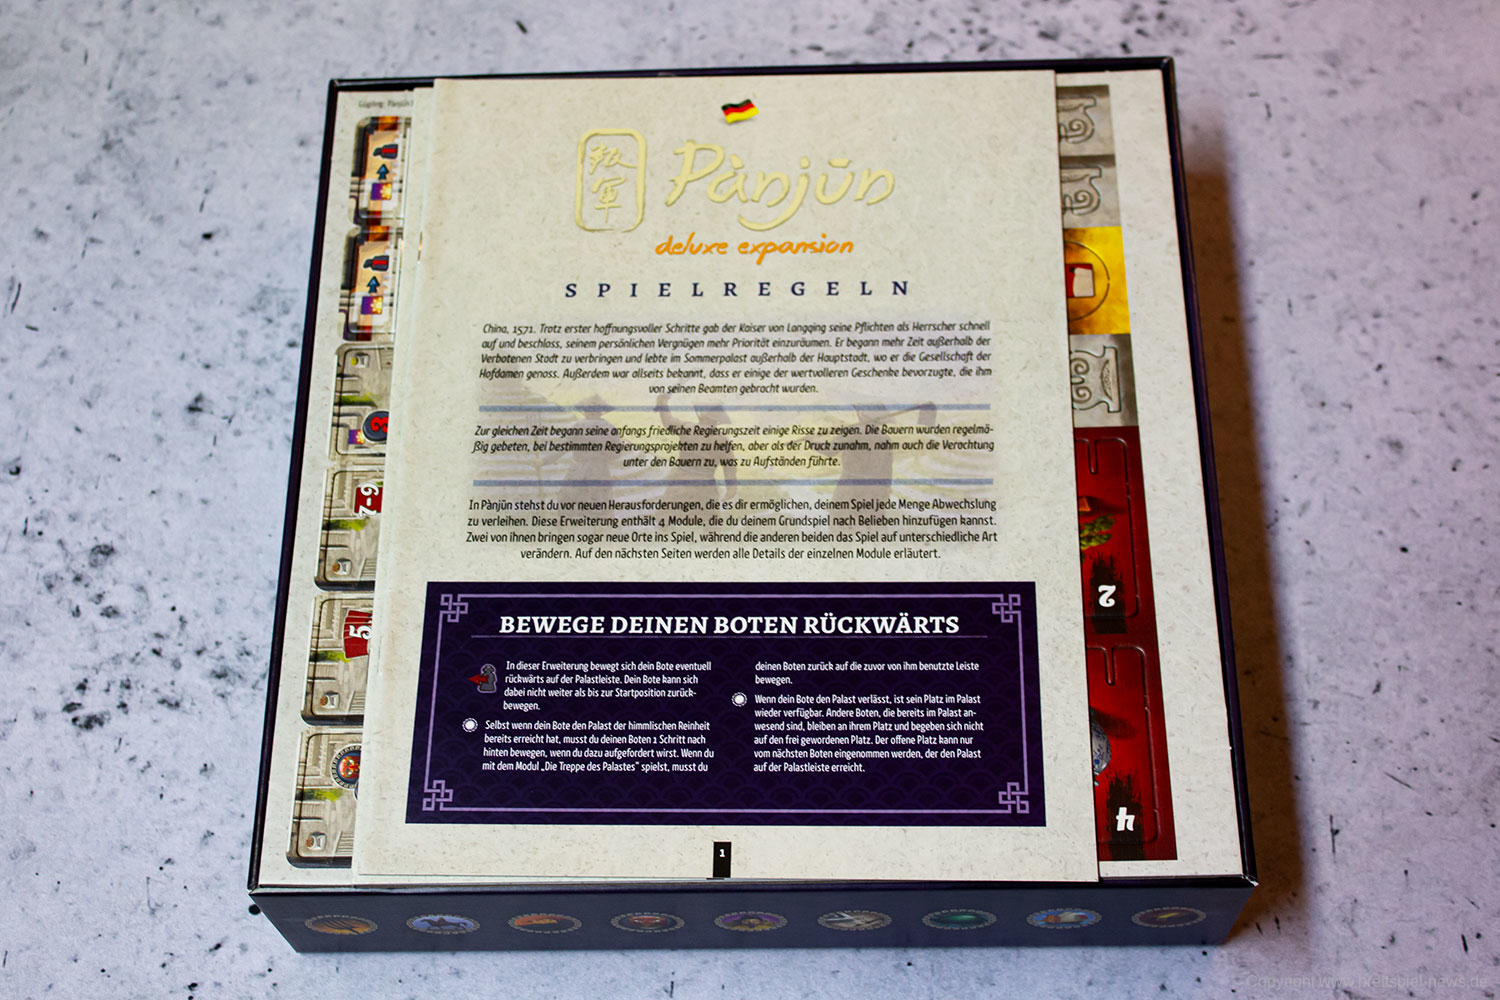 Gùgōng: Pànjūn
叛軍
Pànjūn
deluxe expansion
SPIELREGELN
China, 1571. Trotz erster hoffnungsvoller Schritte gab der Kaiser von Longqing seine Pflichten als Herrscher schnell
auf und beschloss, seinem persönlichen Vergnügen mehr Priorität einzuräumen. Er begann mehr Zeit außerhalb der
Verbotenen Stadt zu verbringen und lebte im Sommerpalast außerhalb der Hauptstadt, wo er die Gesellschaft der
Hofdamen genoss. Außerdem war allseits bekannt, dass er einige der wertvolleren Geschenke bevorzugte, die ihm
von seinen Beamten gebracht wurden.
Zur gleichen Zeit begann seine anfangs friedliche Regierungszeit einige Risse zu zeigen. Die Bauern wurden regelmä-
ßig gebeten, bei bestimmten Regierungsprojekten zu helfen, aber als der Druck zunahm, nahm auch die Verachtung
unter den Bauern zu, was zu Aufständen führte.
In Pànjūn stehst du vor neuen Herausforderungen, die es dir ermöglichen, deinem Spiel jede Menge Abwechslung
zu verleihen. Diese Erweiterung enthält 4 Module, die du deinem Grundspiel nach Belieben hinzufügen kannst.
Zwei von ihnen bringen sogar neue Orte ins Spiel, während die anderen beiden das Spiel auf unterschiedliche Art
verändern. Auf den nächsten Seiten werden alle Details der einzelnen Module erläutert.
BEWEGE DEINEN BOTEN RÜCKWÄRTS
In dieser Erweiterung bewegt sich dein Bote eventuell
rückwärts auf der Palastleiste. Dein Bote kann sich
dabei nicht weiter als bis zur Startposition zurück-
bewegen.
Selbst wenn dein Bote den Palast der himmlischen Reinheit
bereits erreicht hat, musst du deinen Boten 1 Schritt nach
hinten bewegen, wenn du dazu aufgefordert wirst. Wenn du
mit dem Modul „Die Treppe des Palastes" spielst, musst du
deinen Boten zurück auf die zuvor von ihm benutzte Leiste
bewegen.
Wenn dein Bote den Palast verlässt, ist sein Platz im Palast
wieder verfügbar. Andere Boten, die bereits im Palast an-
wesend sind, bleiben an ihrem Platz und begeben sich nicht
auf den frei gewordenen Platz. Der offene Platz kann nur
vom nächsten Boten eingenommen werden, der den Palast
auf der Palastleiste erreicht.
1
3
7-9
5
2
4
Copyright www.brettspiel-news.de